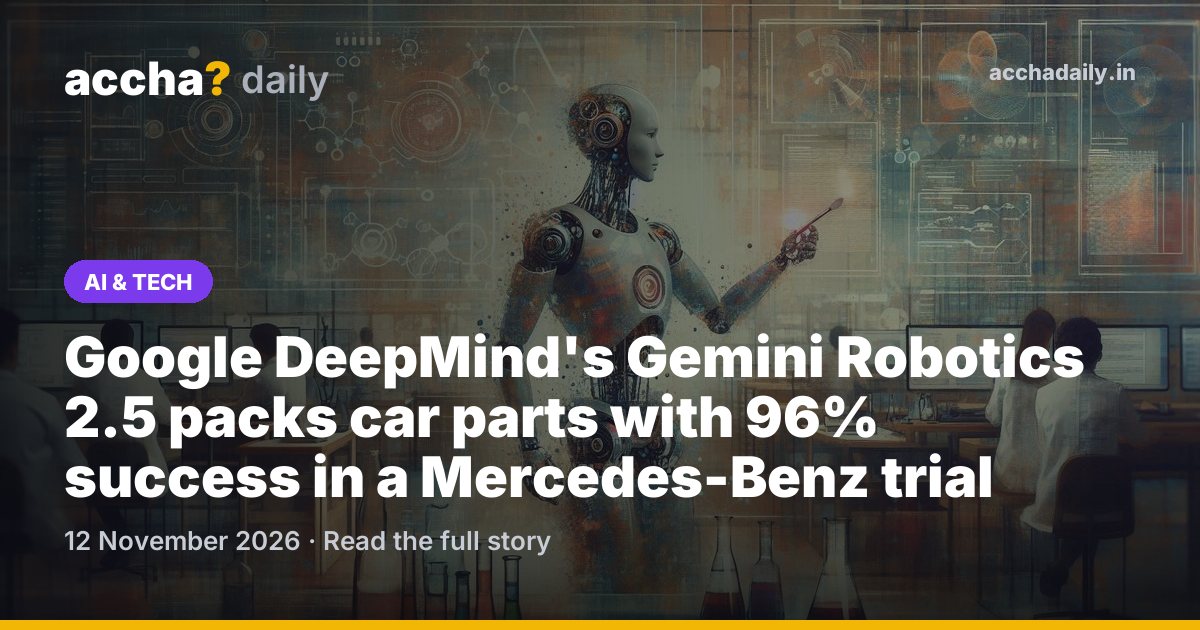 accha? daily
acchadaily.in
AI & TECH
Google DeepMind's Gemini Robotics
2.5 packs car parts with 96%
success in a Mercedes-Benz trial
12 November 2026 · Read the full story